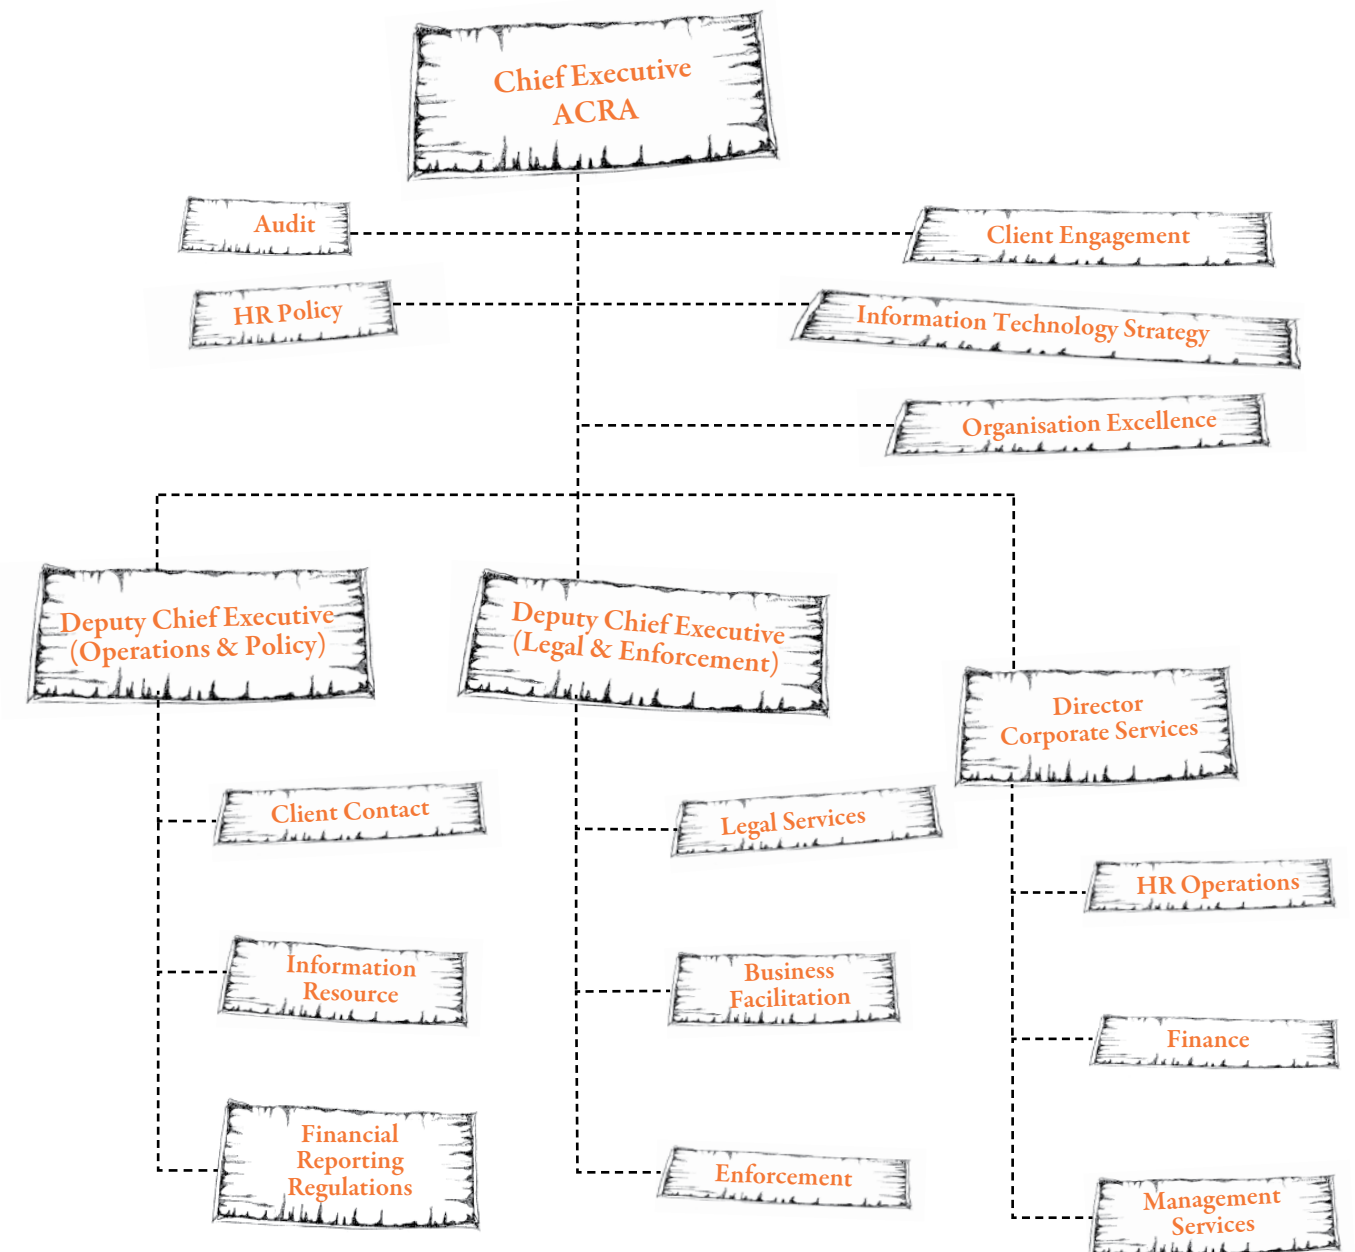 Chief Executive
ACRA
Audit
Client Engagement
HR Policy
Information Technology Strategy
Organisation Excellence
Deputy Chief Executive
(Operations & Policy)
Deputy Chief Executive
(Legal & Enforcement)
Director
Corporate Services
Client Contact
Legal Services
HR Operations
Information
Resource
Business
Facilitation
Finance
Financial
Reporting
Regulations
Enforcement
Management
Services